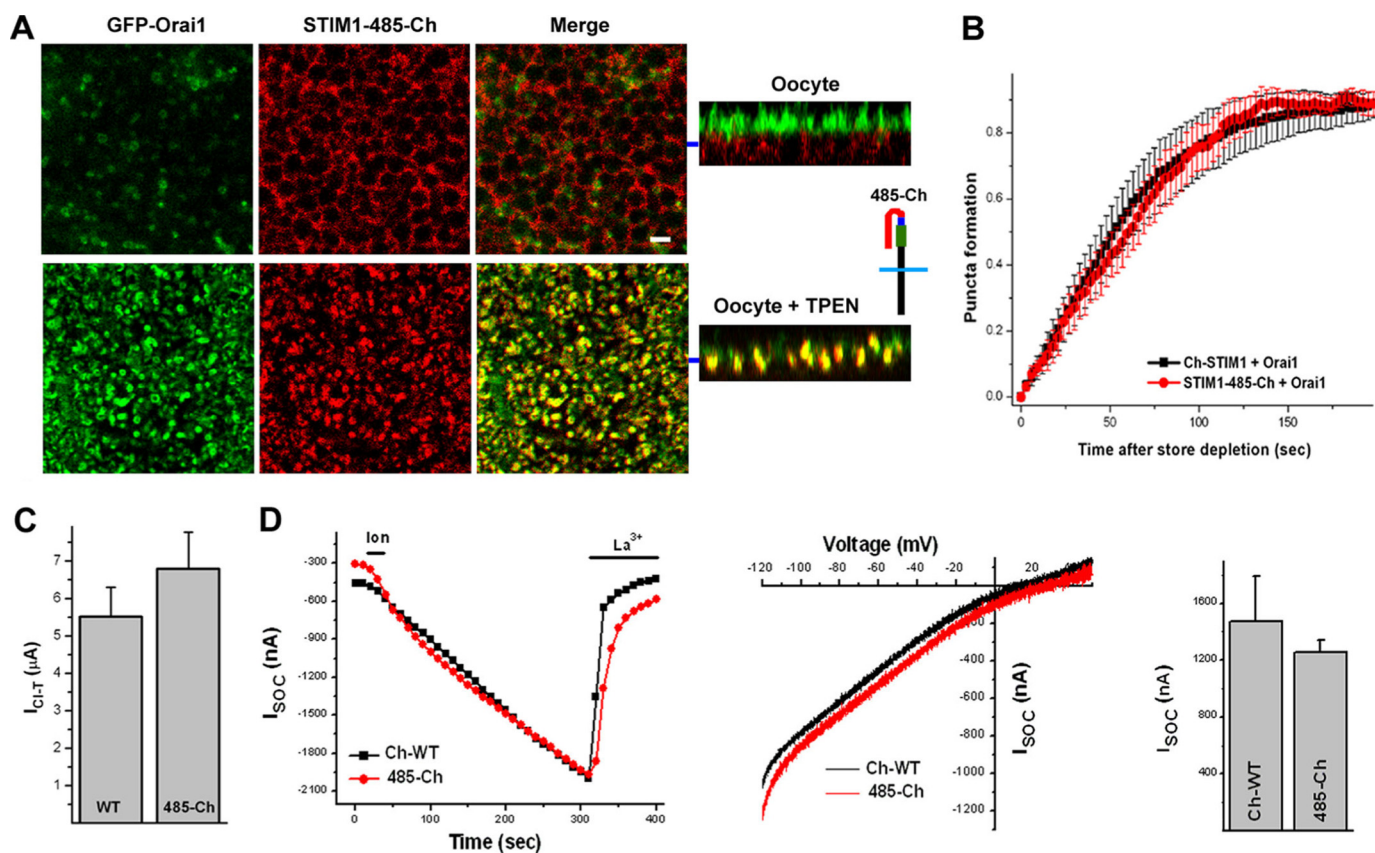 A
GFP-Orai1
STIM1-485-Ch
Merge
Oocyte
485-Ch
Oocyte + TPEN
B
Puncta formation
0.8
0.6
0.4
0.2
0.0
Ch-STIM1 + Orai1
STIM1-485-Ch + Orai1
0 50 100 150
Time after store depletion (sec)
C
I_Cl-T (µA)
7
6
5
4
3
2
1
WT
485-Ch
D
Ion
La³⁺
I_SOC (nA)
-300
-600
-900
-1200
-1500
-1800
-2100
Ch-WT
485-Ch
0 100 200 300 400
Time (sec)
Voltage (mV)
-120 -100 -80 -60 -40 -20 0 20
-400
-600
-800
-1000
-1200
I_SOC (nA)
Ch-WT
485-Ch
I_SOC (nA)
1600
1200
800
400
Ch-WT
485-Ch